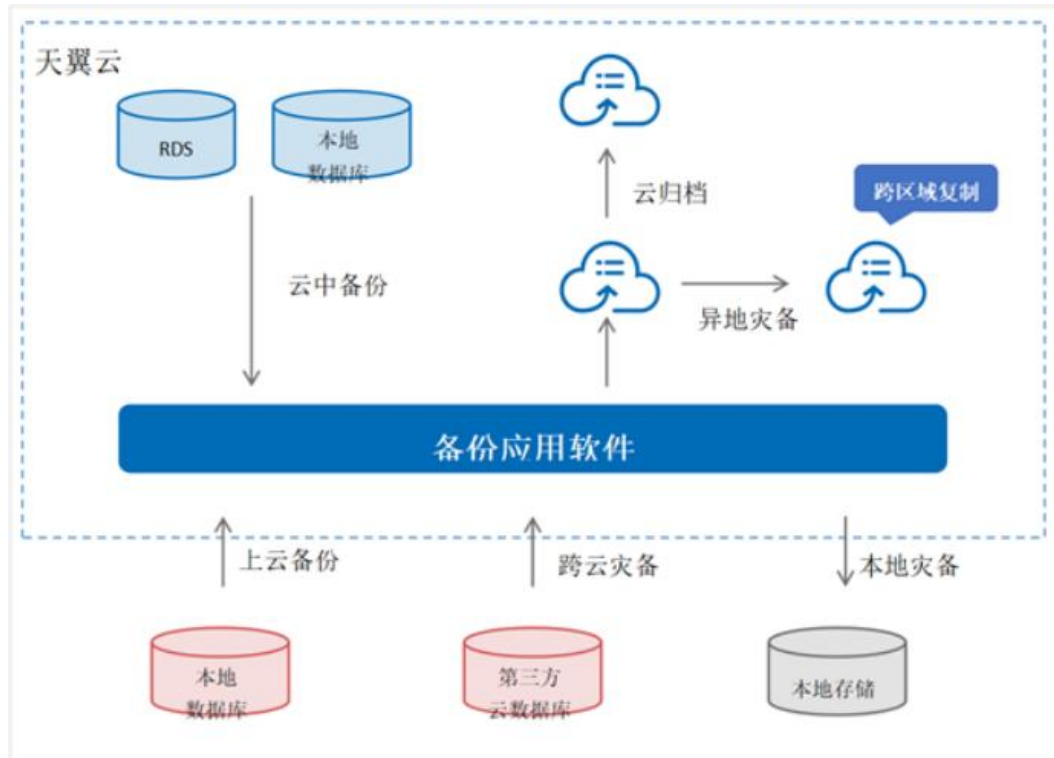 天翼云
RDS
本地
数据库
云归档
跨区域复制
云中备份
异地灾备
备份应用软件
上云备份
跨云灾备
本地灾备
本地
数据库
第三方
云数据库
本地存储